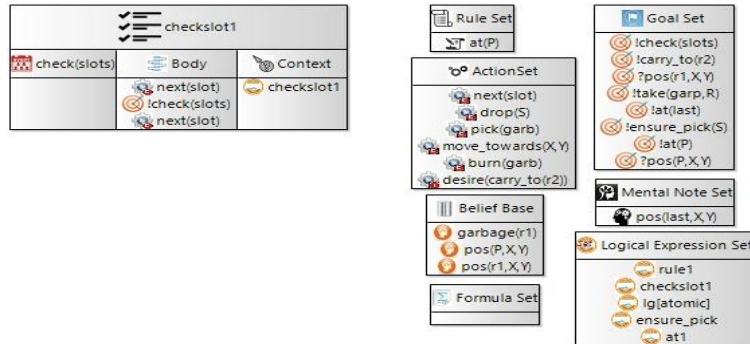 checkslot1
check(slots)
Body
Context
next(slot)
!check(slots)
next(slot)
checkslot1
Rule Set
at(P)
ActionSet
next(slot)
drop(S)
pick(garb)
move_towards(X,Y)
burn(garb)
desire(carry_to(r2))
Belief Base
garbage(r1)
pos(P,X,Y)
pos(r1,X,Y)
Formula Set
Goal Set
!check(slots)
!carry_to(r2)
?pos(r1,X,Y)
!take(garp,R)
!at(last)
!ensure_pick(S)
!at(P)
?pos(P,X,Y)
Mental Note Set
pos(last,X,Y)
Logical Expression Set
rule1
checkslot1
lg[atomic]
ensure_pick
at1